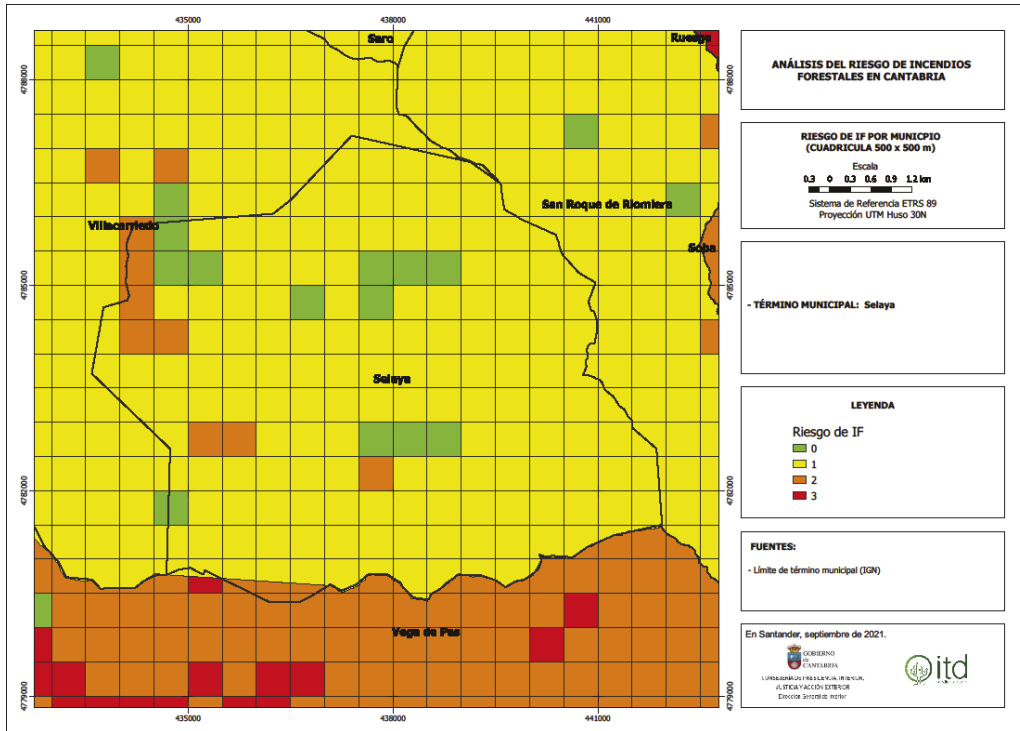 435000
438000
441000
Saro
Ruesga
4788000
4788000
Villacarriedo
San Roque de Riomiera
Soba
4785000
4785000
Selaya
4782000
4782000
Vega de Pas
4779000
4779000
435000
438000
441000
ANÁLISIS DEL RIESGO DE INCENDIOS
FORESTALES EN CANTABRIA
RIESGO DE IF POR MUNICPIO
(CUADRICULA 500 x 500 m)
Escala
0.3 0 0.3 0.6 0.9 1.2 km
Sistema de Referencia ETRS 89
Proyección UTM Huso 30N
- TÉRMINO MUNICIPAL: Selaya
LEYENDA
Riesgo de IF
0
1
2
3
FUENTES:
- Límite de término municipal (IGN)
En Santander, septiembre de 2021.
GOBIERNO
de
CANTABRIA
CONSEJERÍA DE PRESIDENCIA, INTERIOR,
JUSTICIA Y ACCIÓN EXTERIOR
Dirección General de Interior
itd